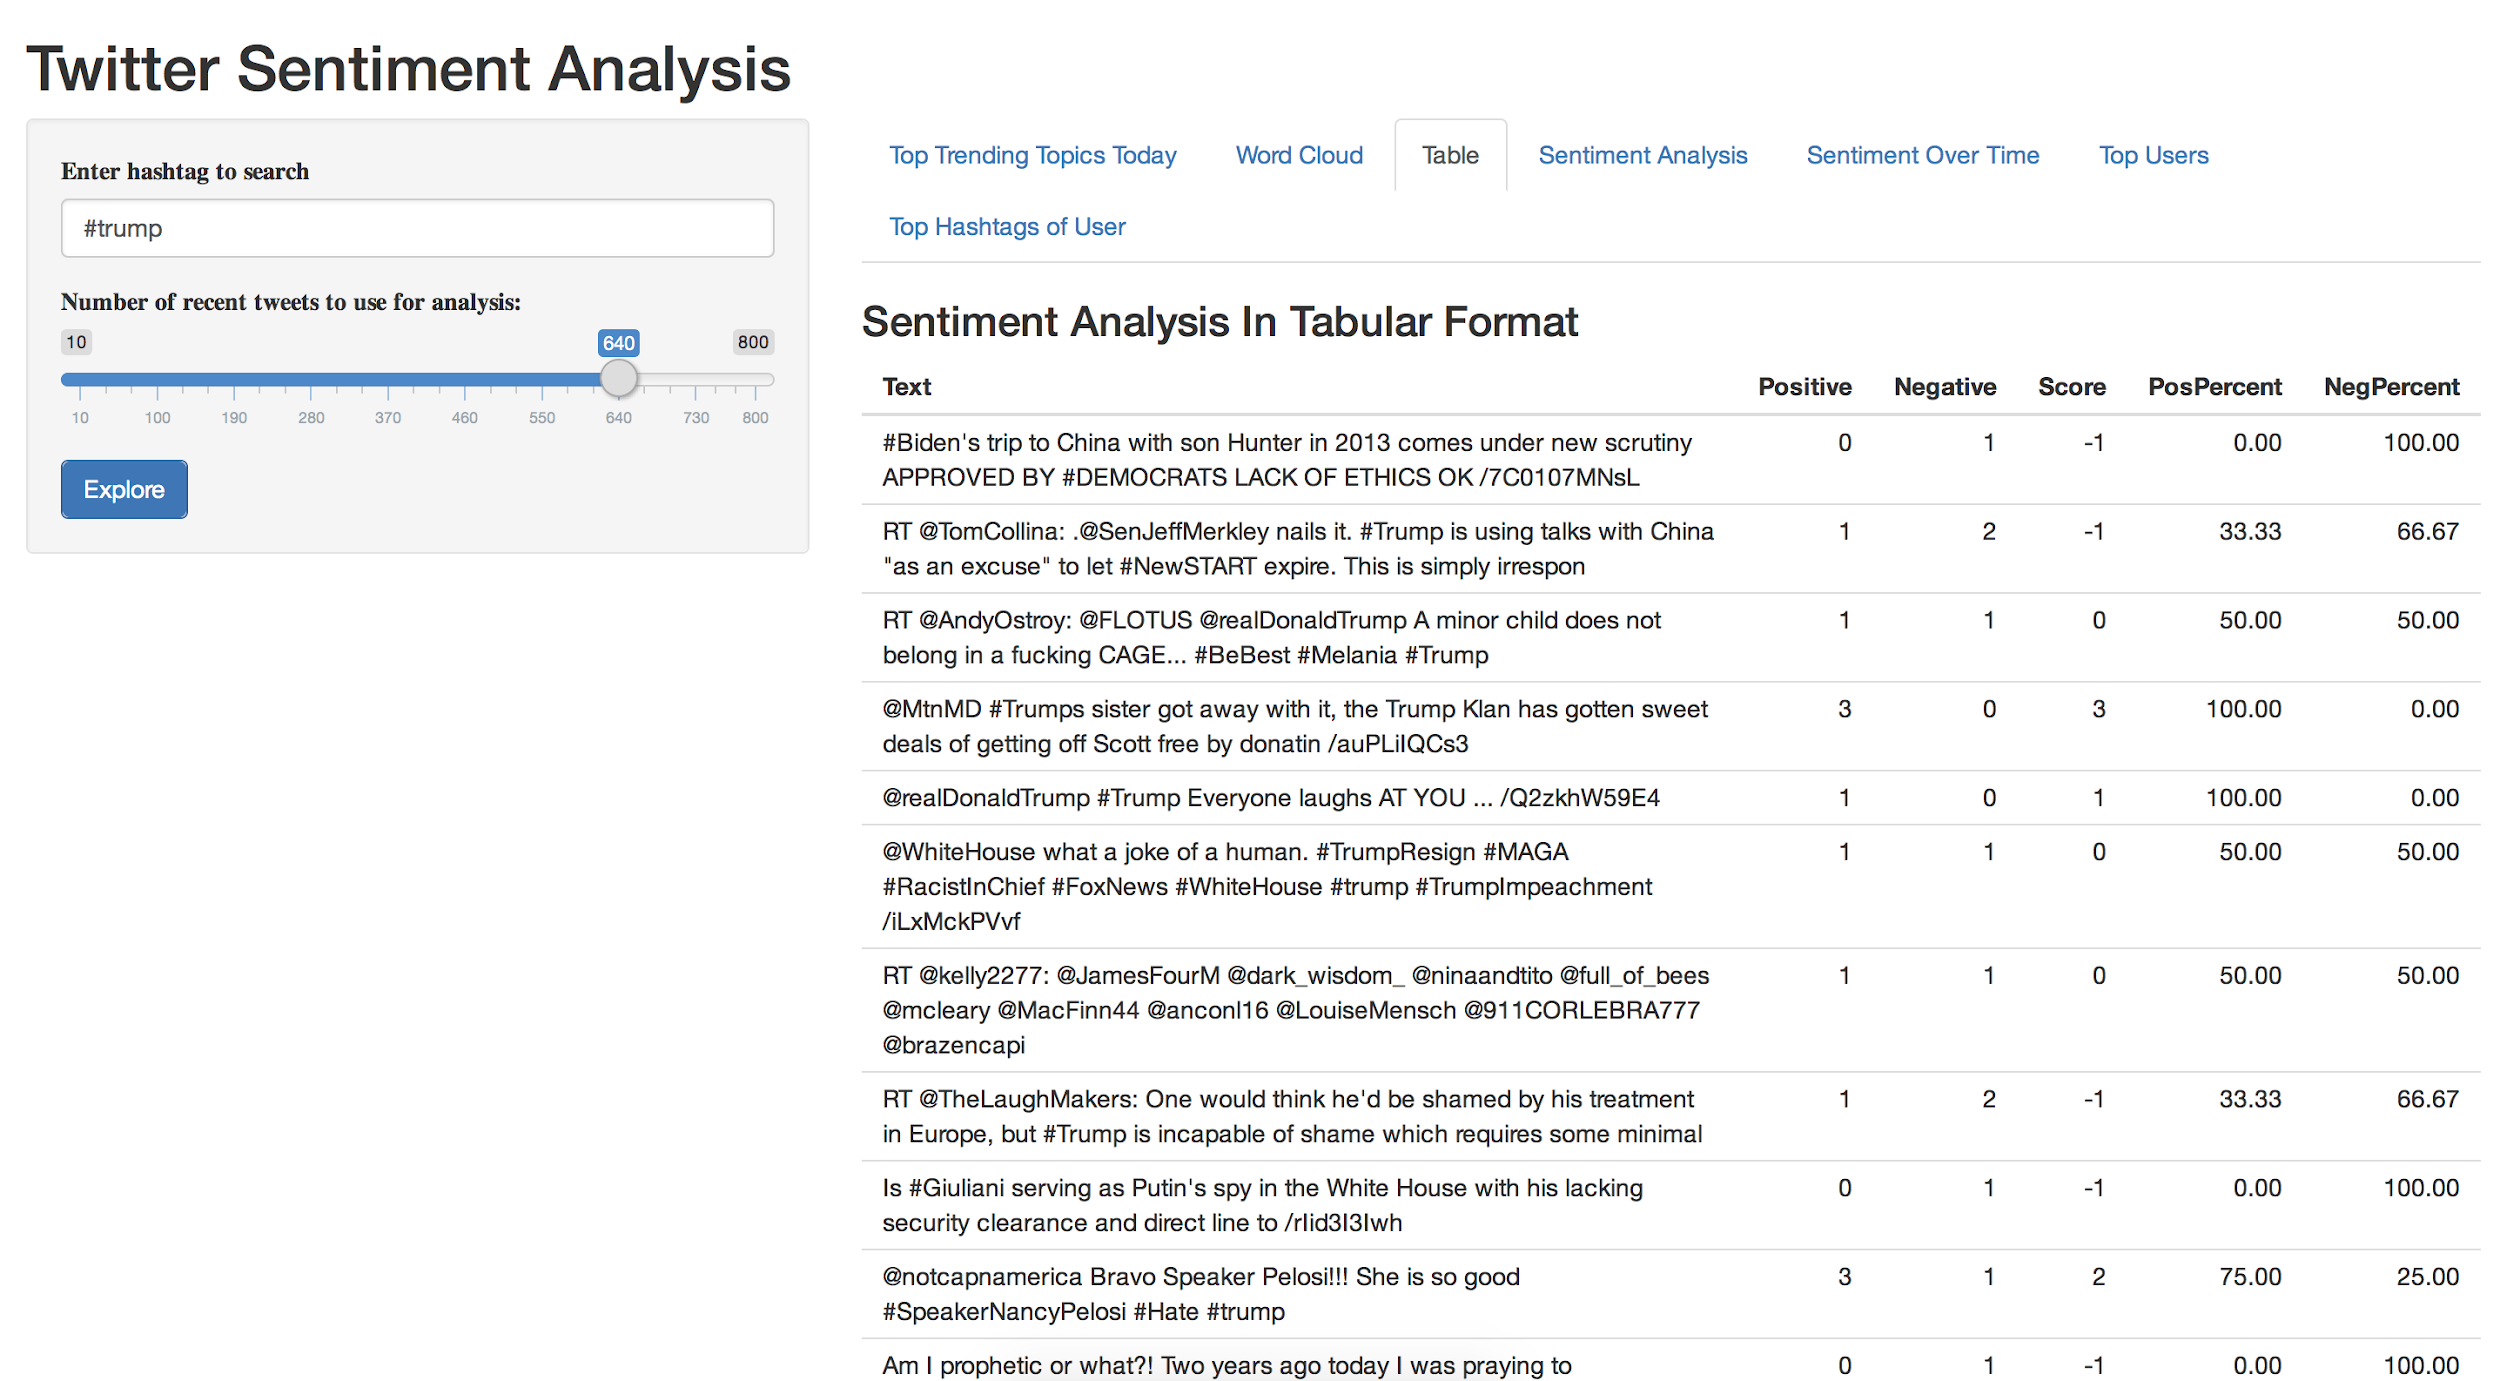 Twitter Sentiment Analysis
Enter hashtag to search
#trump
Number of recent tweets to use for analysis:
10 640 800
10 100 190 280 370 460 550 640 730 800
Explore
Top Trending Topics Today Word Cloud Table Sentiment Analysis Sentiment Over Time Top Users
Top Hashtags of User
Sentiment Analysis In Tabular Format
Text Positive Negative Score PosPercent NegPercent
#Biden's trip to China with son Hunter in 2013 comes under new scrutiny 0 1 -1 0.00 100.00
APPROVED BY #DEMOCRATS LACK OF ETHICS OK /7C0107MNsL
RT @TomCollina: .@SenJeffMerkley nails it. #Trump is using talks with China 1 2 -1 33.33 66.67
"as an excuse" to let #NewSTART expire. This is simply irrespon
RT @AndyOstroy: @FLOTUS @realDonaldTrump A minor child does not 1 1 0 50.00 50.00
belong in a fucking CAGE... #BeBest #Melania #Trump
@MtnMD #Trumps sister got away with it, the Trump Klan has gotten sweet 3 0 3 100.00 0.00
deals of getting off Scott free by donatin /auPLiIQCs3
@realDonaldTrump #Trump Everyone laughs AT YOU ... /Q2zkhW59E4 1 0 1 100.00 0.00
@WhiteHouse what a joke of a human. #TrumpResign #MAGA 1 1 0 50.00 50.00
#RacistInChief #FoxNews #WhiteHouse #trump #TrumpImpeachment
/iLxMckPVvf
RT @kelly2277: @JamesFourM @dark_wisdom_ @ninaandtito @full_of_bees 1 1 0 50.00 50.00
@mcleary @MacFinn44 @anconl16 @LouiseMensch @911CORLEBRA777
@brazencapi
RT @TheLaughMakers: One would think he'd be shamed by his treatment 1 2 -1 33.33 66.67
in Europe, but #Trump is incapable of shame which requires some minimal
Is #Giuliani serving as Putin's spy in the White House with his lacking 0 1 -1 0.00 100.00
security clearance and direct line to /rlid3I3Iwh
@notcapnamerica Bravo Speaker Pelosi!!! She is so good 3 1 2 75.00 25.00
#SpeakerNancyPelosi #Hate #trump
Am I prophetic or what?! Two years ago today I was praying to 0 1 -1 0.00 100.00